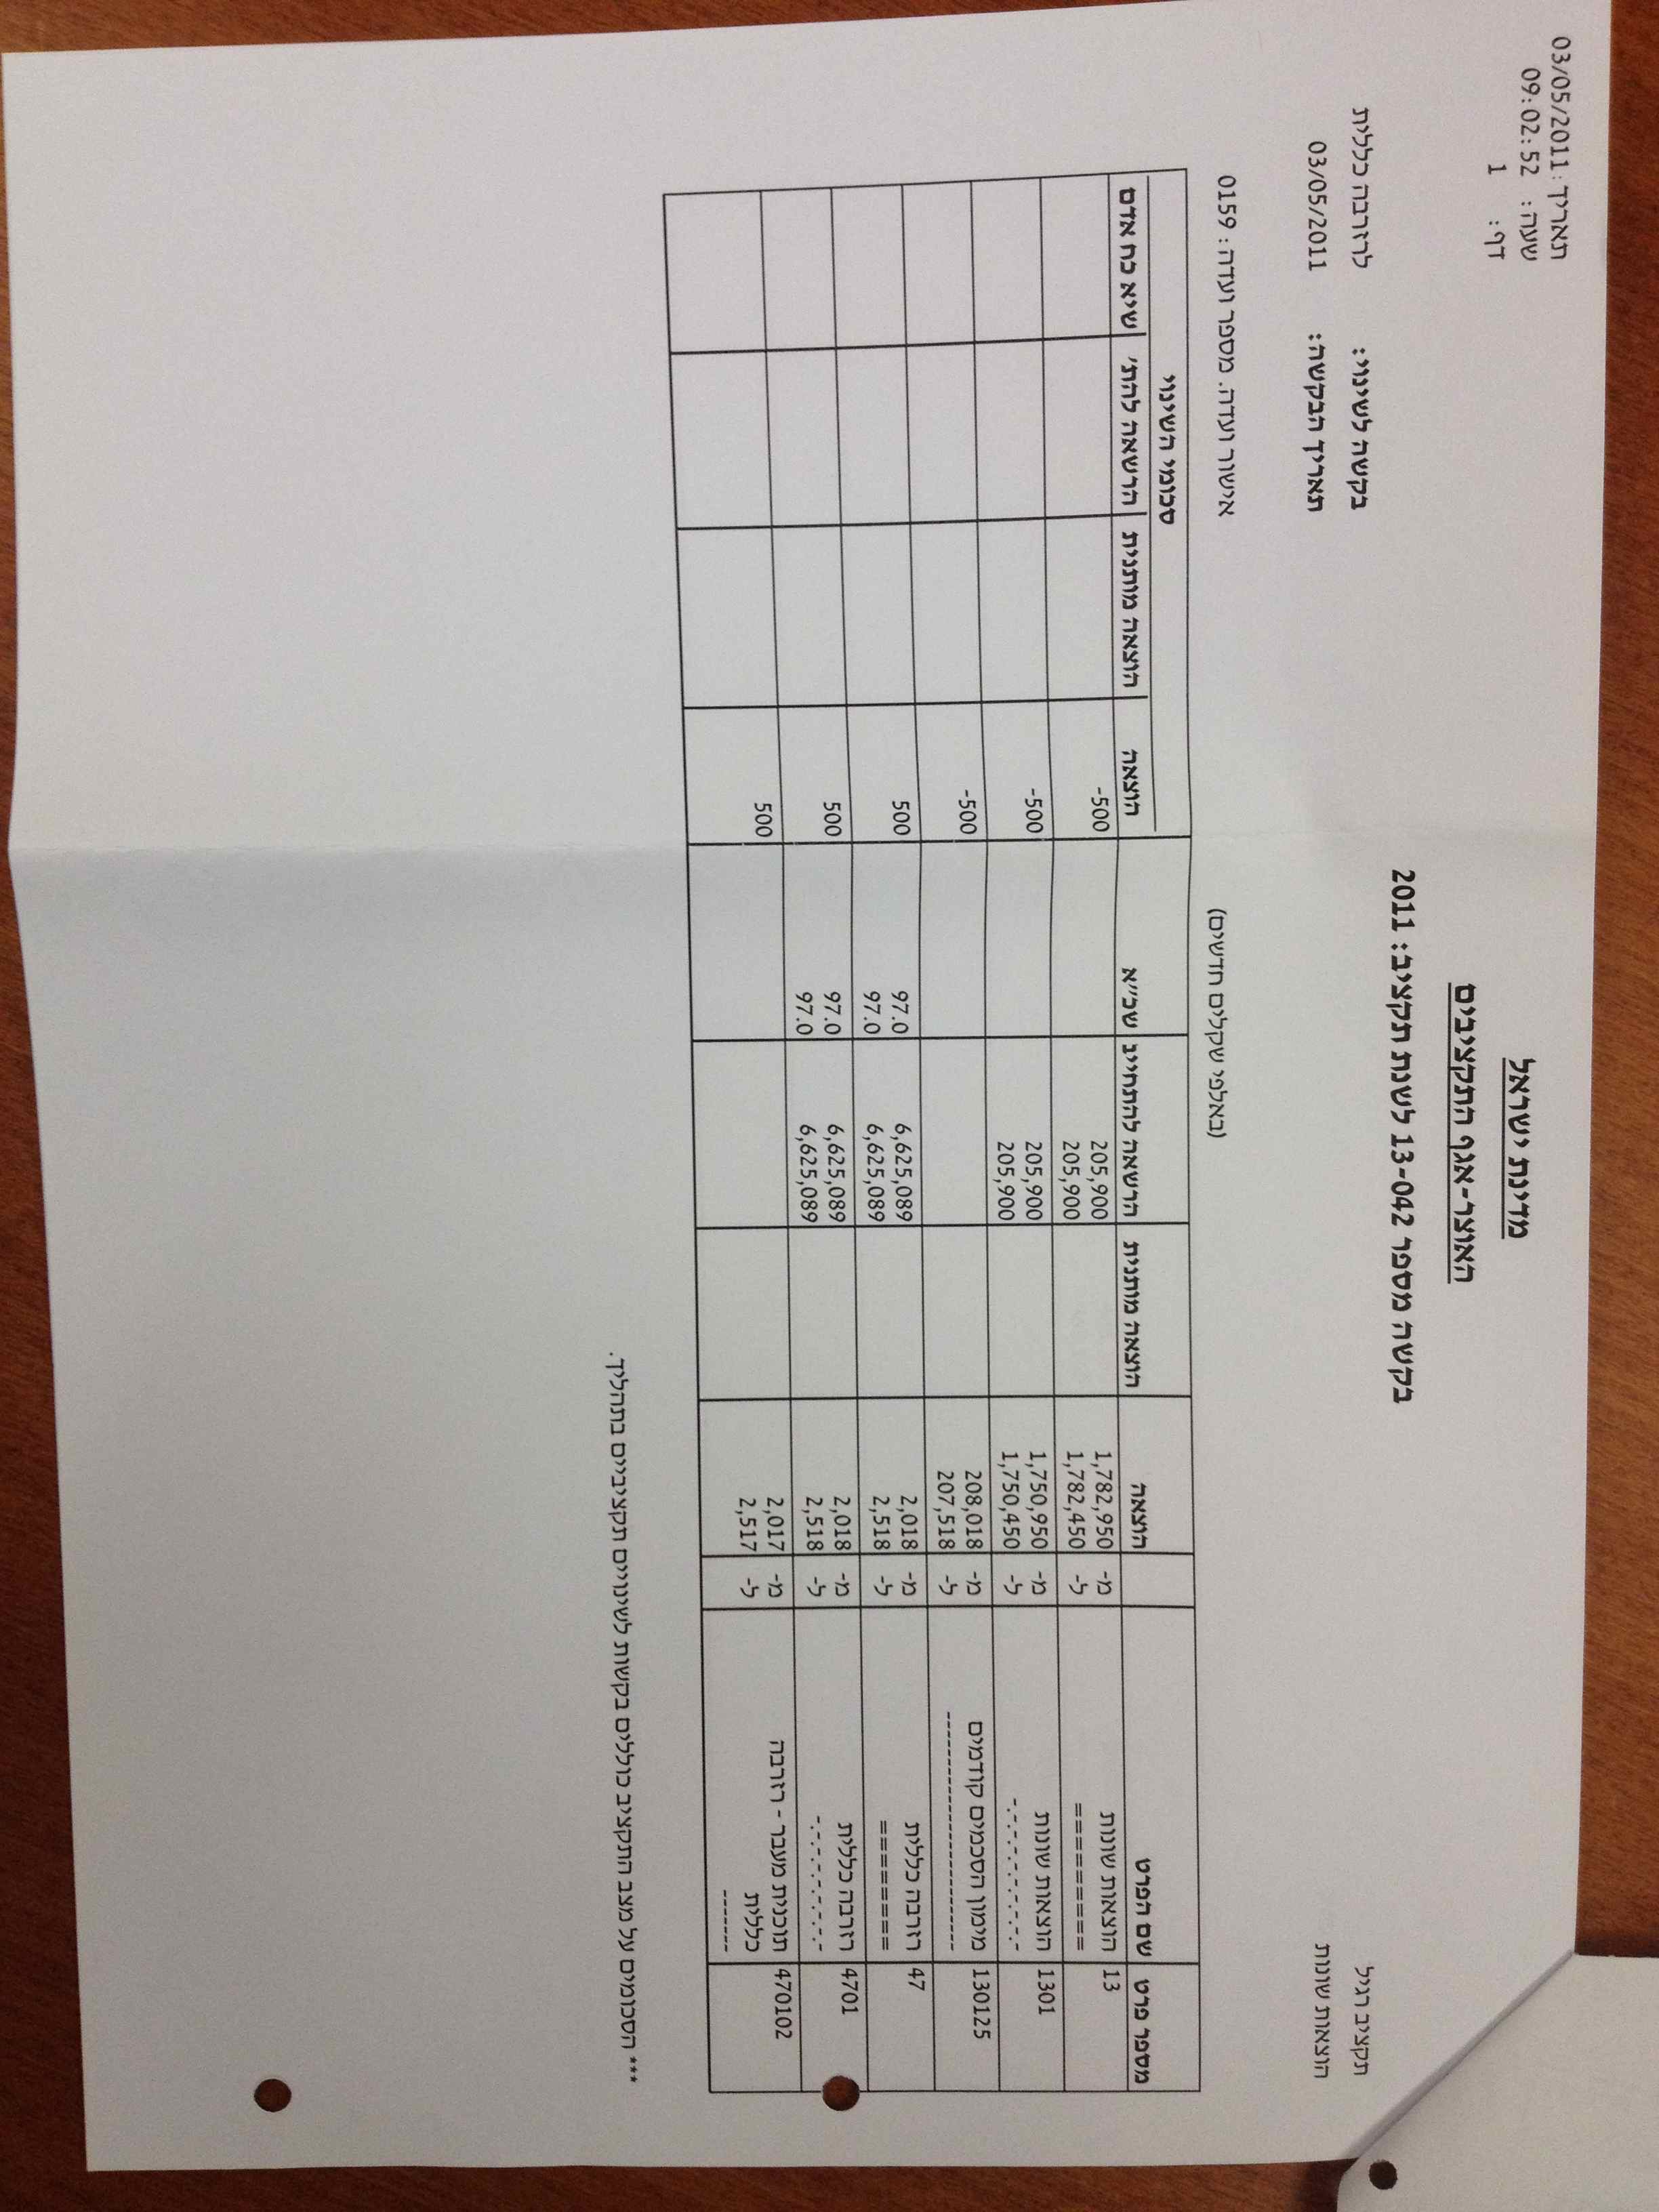 תאריך: 03/05/2011
שעה: 09:02:52
דף: 1
מדינת ישראל
האוצר-אגף התקציבים
בקשה מספר 13-042 לשנת תקציב: 2011
תקציב רגיל
בקשה לשינוי: לרזרבה כללית
הוצאות שונות
תאריך הבקשה: 03/05/2011
(באלפי שקלים חדשים)
אישור ועדה. מספר ועדה: 0159
סכומי השינוי
מספר פרט שם הפרט הוצאה הוצאה מותנית הרשאה להתחייב שכ"א הוצאה הוצאה מותנית הרשאה להת' שיא כח אדם
13 הוצאות שונות מ- 1,782,950 205,900 -500
========= ל- 1,782,450 205,900
1301 הוצאות שונות מ- 1,750,950 205,900 -500
-.-.-.-.-.-.-.- ל- 1,750,450 205,900
130125 מימון הסכמים קודמים מ- 208,018 -500
--------------------- ל- 207,518
47 רזרבה כללית מ- 2,018 6,625,089 97.0 500
======== ל- 2,518 6,625,089 97.0
4701 רזרבה כללית מ- 2,018 6,625,089 97.0 500
-.-.-.-.-.-.-.- ל- 2,518 6,625,089 97.0
470102 תוכנית מעבר - רזרבה מ- 2,017 500
כללית ל- 2,517
------
*** הסכומים על מצב התקציב כוללים בקשות לשינויים תקציביים בתהליך.